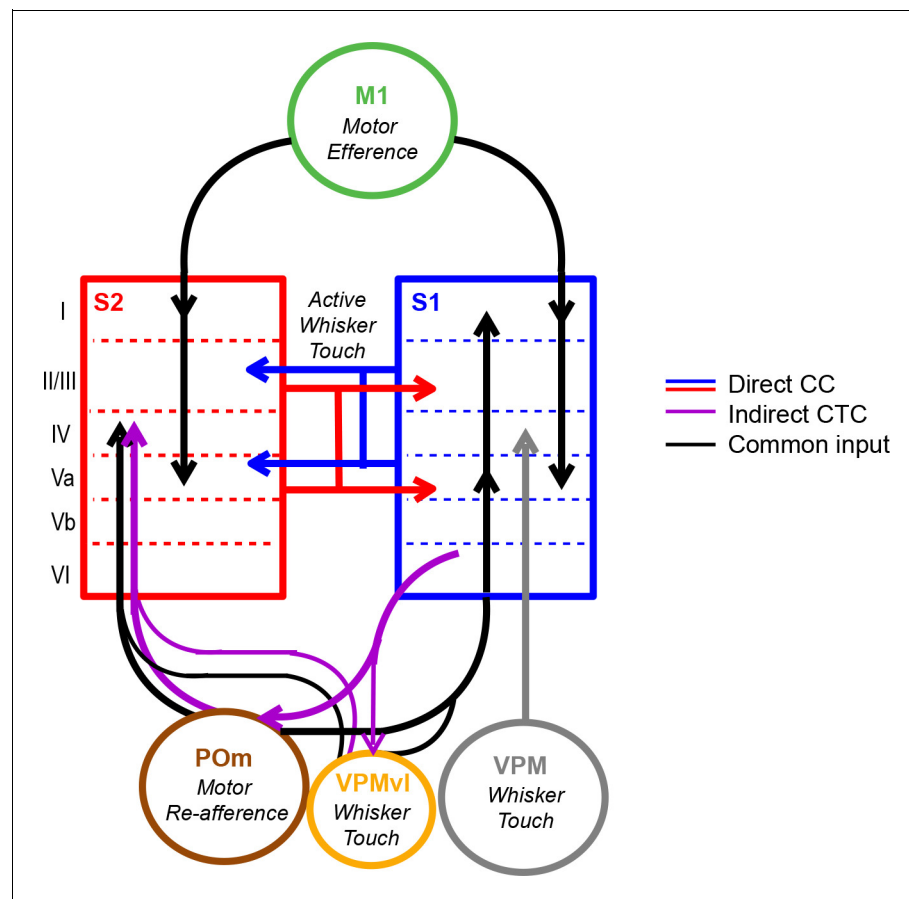 M1
Motor
Efference
S2
Active
Whisker
Touch
S1
I
II/III
IV
Va
Vb
VI
Direct CC
Indirect CTC
Common input
POm
Motor
Re-afference
VPMvl
Whisker
Touch
VPM
Whisker
Touch